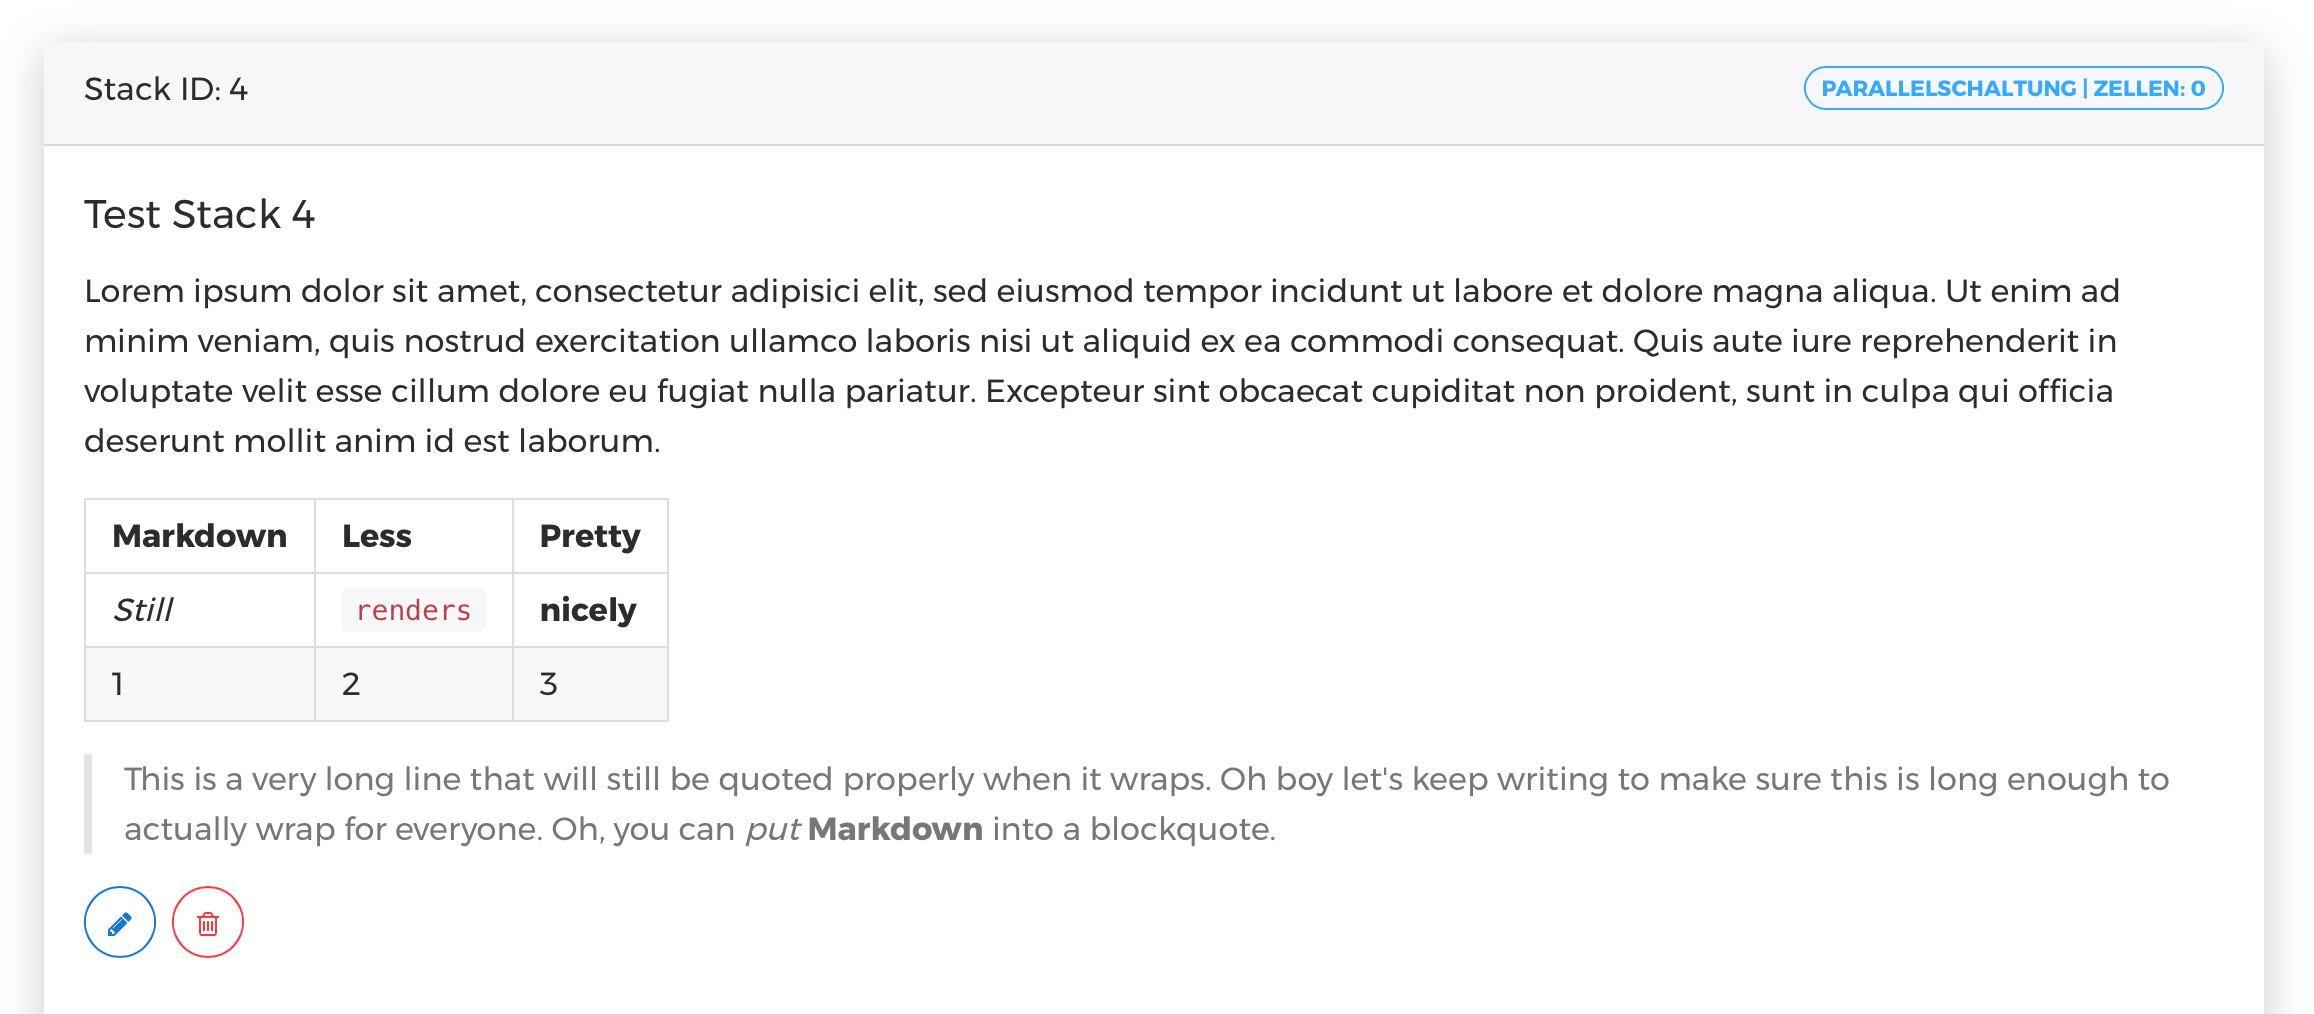 Stack ID: 4
PARALLELSCHALTUNG | ZELLEN: 0
Test Stack 4
Lorem ipsum dolor sit amet, consectetur adipisici elit, sed eiusmod tempor incidunt ut labore et dolore magna aliqua. Ut enim ad
minim veniam, quis nostrud exercitation ullamco laboris nisi ut aliquid ex ea commodi consequat. Quis aute iure reprehenderit in
voluptate velit esse cillum dolore eu fugiat nulla pariatur. Excepteur sint obcaecat cupiditat non proident, sunt in culpa qui officia
deserunt mollit anim id est laborum.
Markdown Less Pretty
Still renders nicely
1 2 3
This is a very long line that will still be quoted properly when it wraps. Oh boy let's keep writing to make sure this is long enough to
actually wrap for everyone. Oh, you can put Markdown into a blockquote.